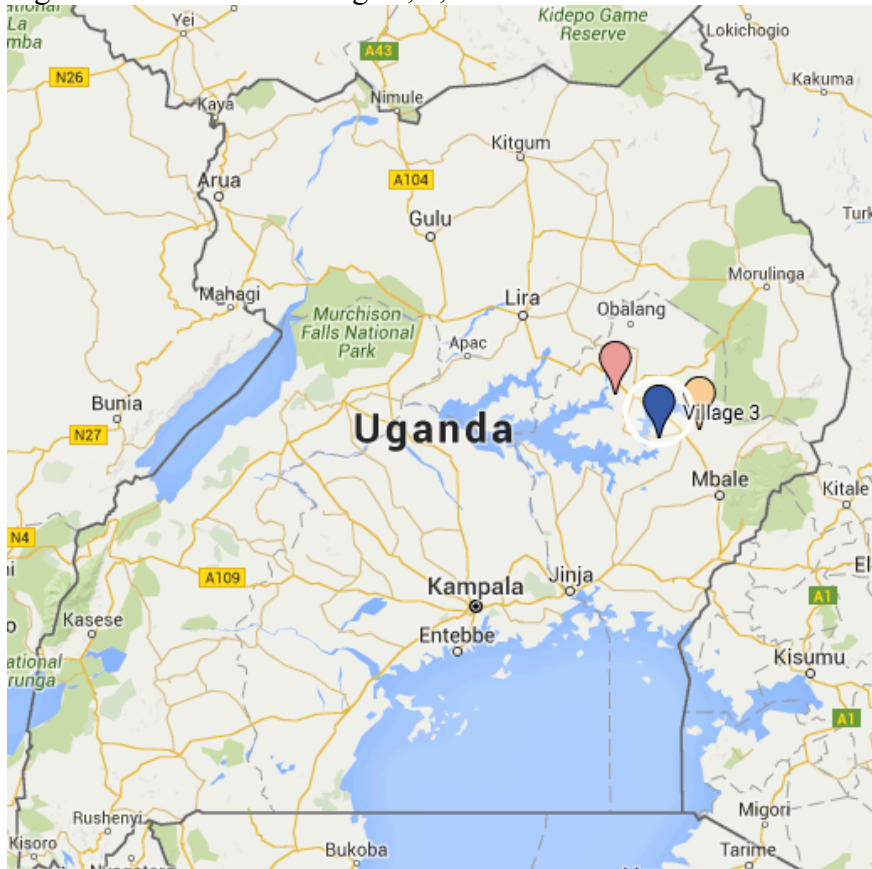 Yei
Kidepo Game
Reserve
Lokichogio
La
A43
N26
Kakuma
Kaya
Nimule
Kitgum
Arua
A104
Gulu
Turk
Morulinga
Mahagi
Lira
Obalang
Murchison
Falls National
Park
Apac
Bunia
Uganda
Village 3
N27
Mbale
Kitale
N4
A109
Jinja
El
Kampala
A1
Kasese
Entebbe
Kisumu
A1
Rushenyi
Migori
Kisoro
Bukoba
Tarime